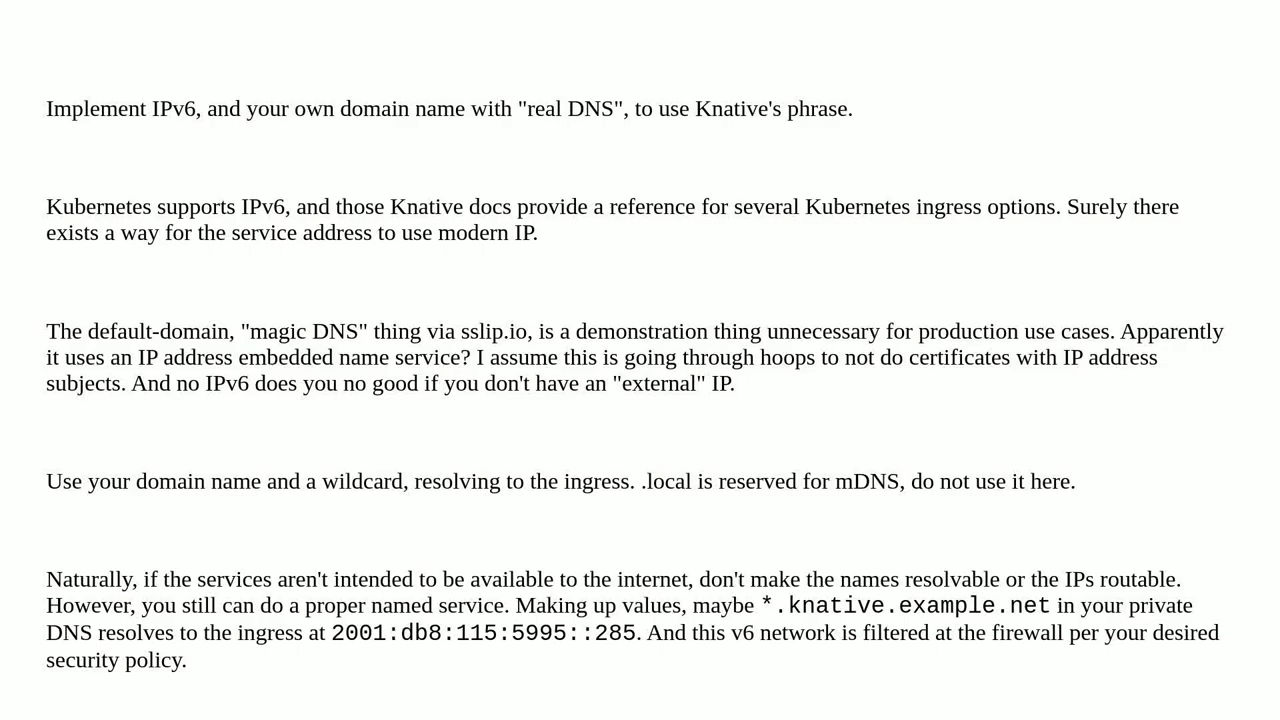 Implement IPv6, and your own domain name with "real DNS", to use Knative's phrase.
Kubernetes supports IPv6, and those Knative docs provide a reference for several Kubernetes ingress options. Surely there
exists a way for the service address to use modern IP.
The default-domain, "magic DNS" thing via sslip.io, is a demonstration thing unnecessary for production use cases. Apparently
it uses an IP address embedded name service? I assume this is going through hoops to not do certificates with IP address
subjects. And no IPv6 does you no good if you don't have an "external" IP.
Use your domain name and a wildcard, resolving to the ingress. .local is reserved for mDNS, do not use it here.
Naturally, if the services aren't intended to be available to the internet, don't make the names resolvable or the IPs routable.
However, you still can do a proper named service. Making up values, maybe *.knative.example.net in your private
DNS resolves to the ingress at 2001:db8:115:5995::285. And this v6 network is filtered at the firewall per your desired
security policy.